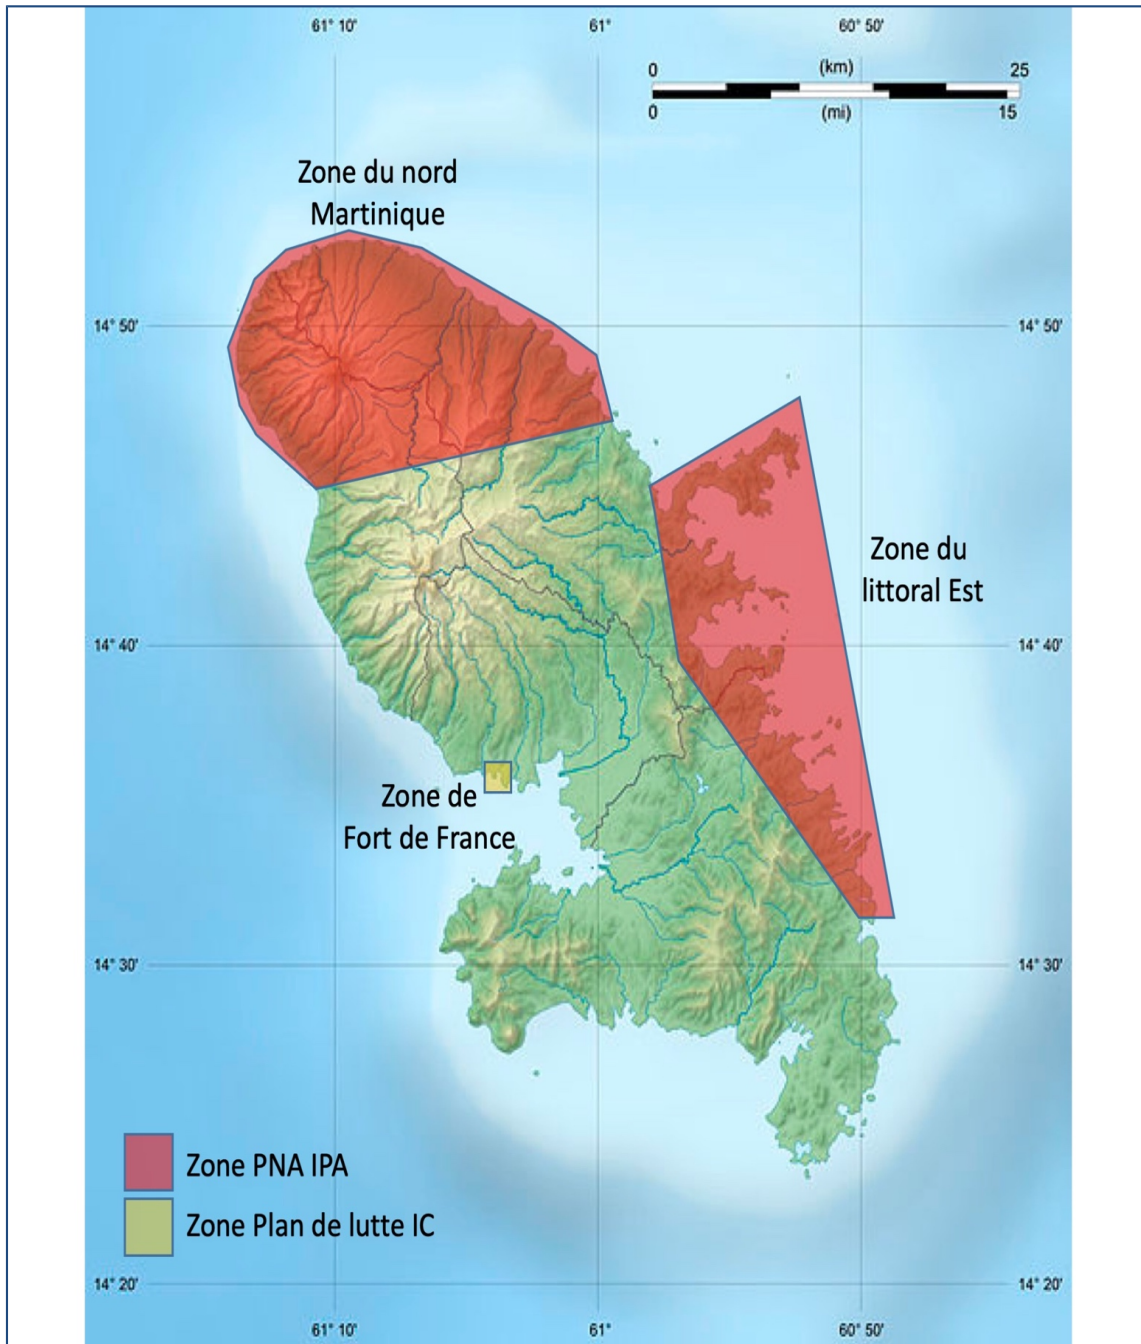 61° 10'
61°
60° 50'
0
(km)
25
0
(mi)
15
Zone du nord
Martinique
14° 50'
14° 50'
Zone du
littoral Est
14° 40'
14° 40'
Zone de
Fort de France
14° 30'
14° 30'
Zone PNA IPA
Zone Plan de lutte IC
14° 20'
14° 20'
61° 10'
61°
60° 50'